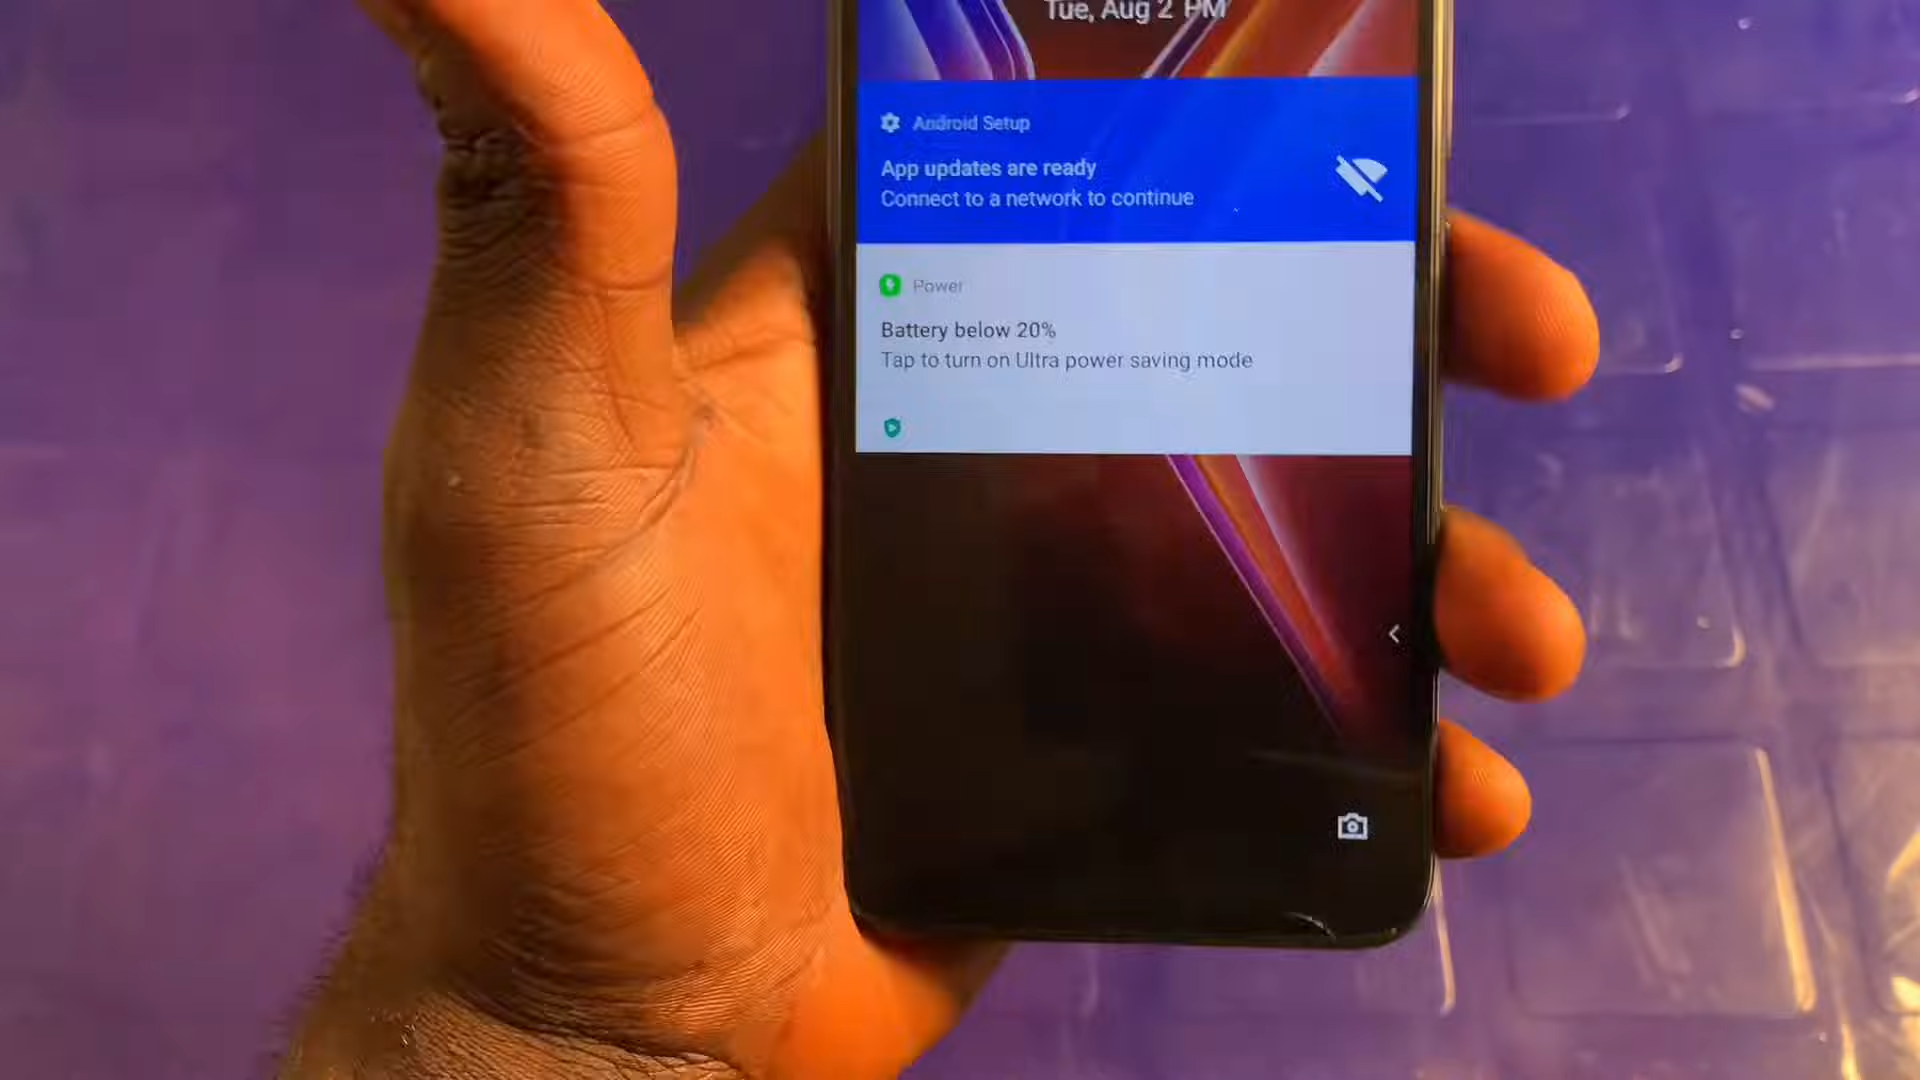 Tue, Aug 2 PM
Android Setup
App updates are ready
Connect to a network to continue
Power
Battery below 20%
Tap to turn on Ultra power saving mode